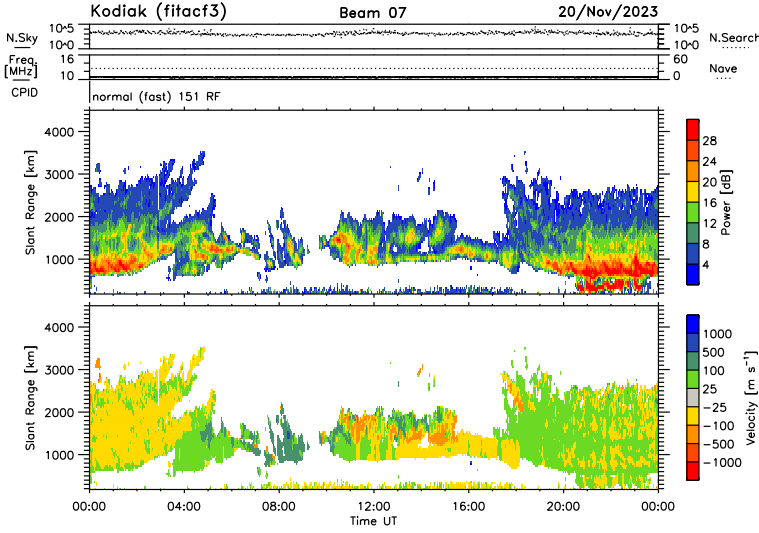 Kodiak (fitacf3) Beam 07 20/Nov/2023
N.Sky 10^5 10^0 10^5 10^0 N.Search
Freq. [MHz] 16 10 60 0 Nave
CPID normal (fast) 151 RF
Slant Range [km]
4000
3000
2000
1000
28
24
20
16
12
8
4
Power [dB]
Slant Range [km]
4000
3000
2000
1000
1000
500
100
25
−25
−100
−500
−1000
Velocity [m s⁻¹]
00:00 04:00 08:00 12:00 16:00 20:00 00:00
Time UT